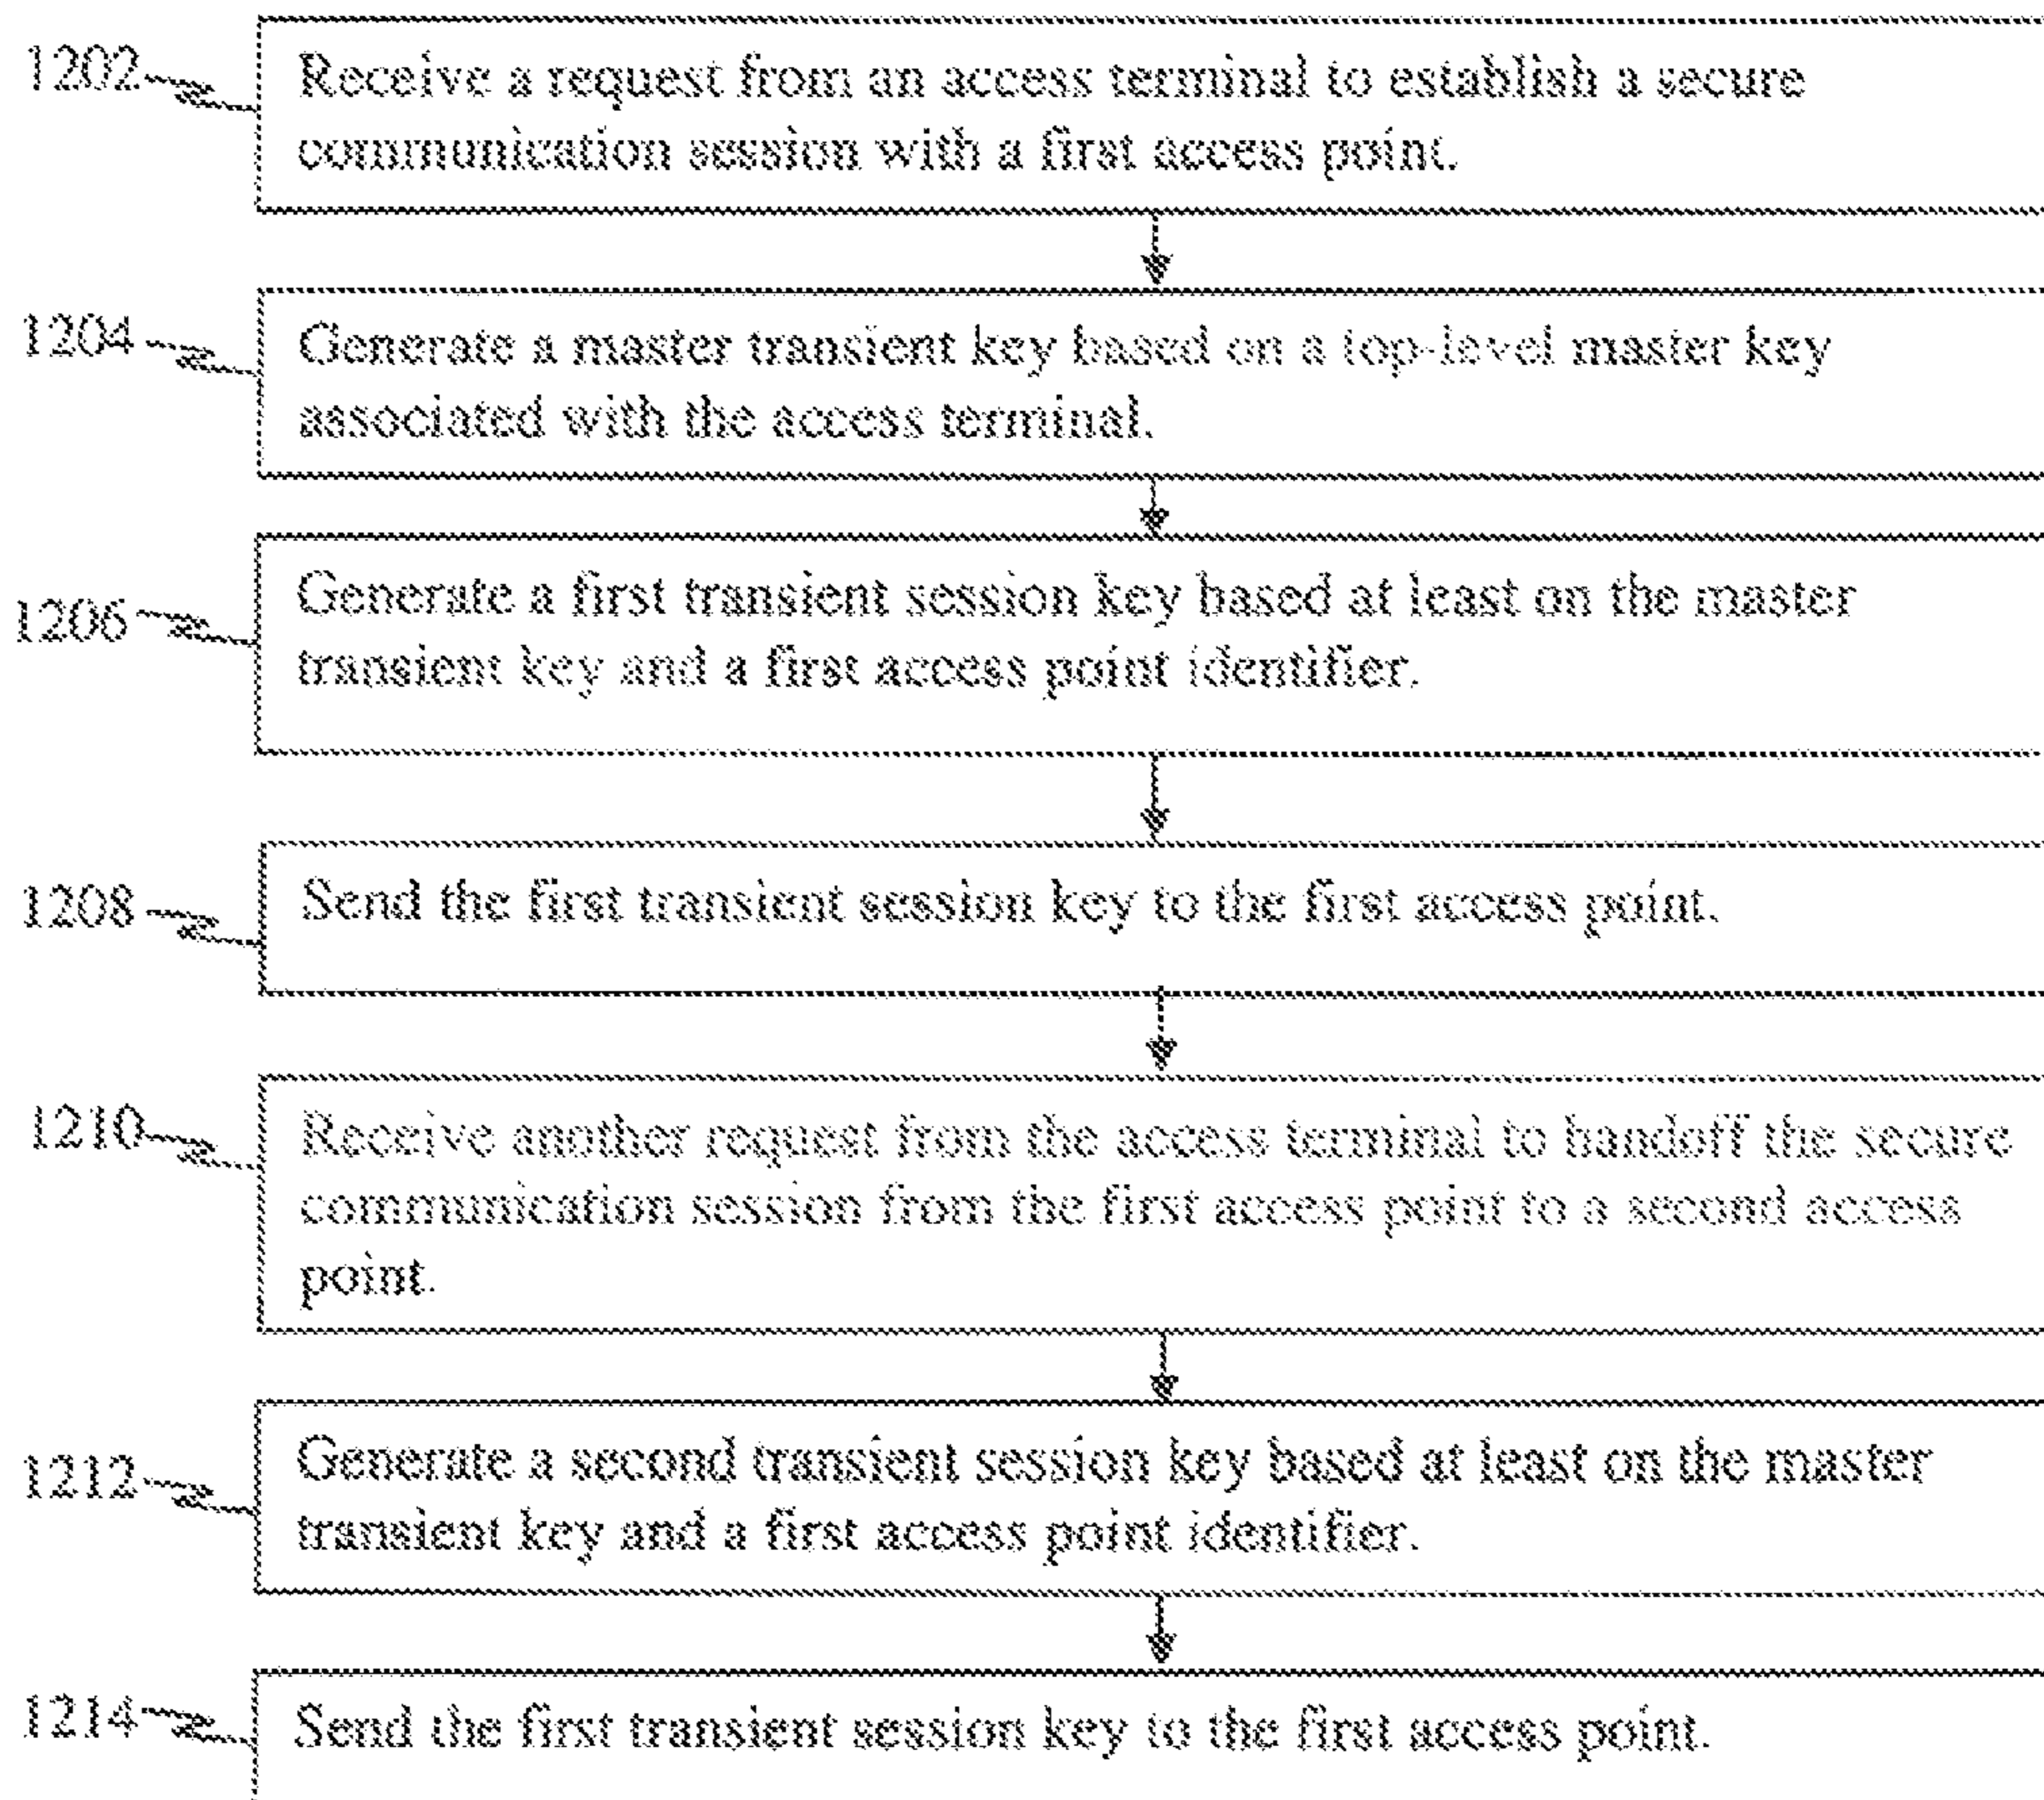 1202
Receive a request from an access terminal to establish a secure
communication session with a first access point.
1204
Generate a master transient key based on a top-level master key
associated with the access terminal.
1206
Generate a first transient session key based at least on the master
transient key and a first access point identifier.
1208
Send the first transient session key to the first access point.
1210
Receive another request from the access terminal to handoff the secure
communication session from the first access point to a second access
point.
1212
Generate a second transient session key based at least on the master
transient key and a first access point identifier.
1214
Send the first transient session key to the first access point.